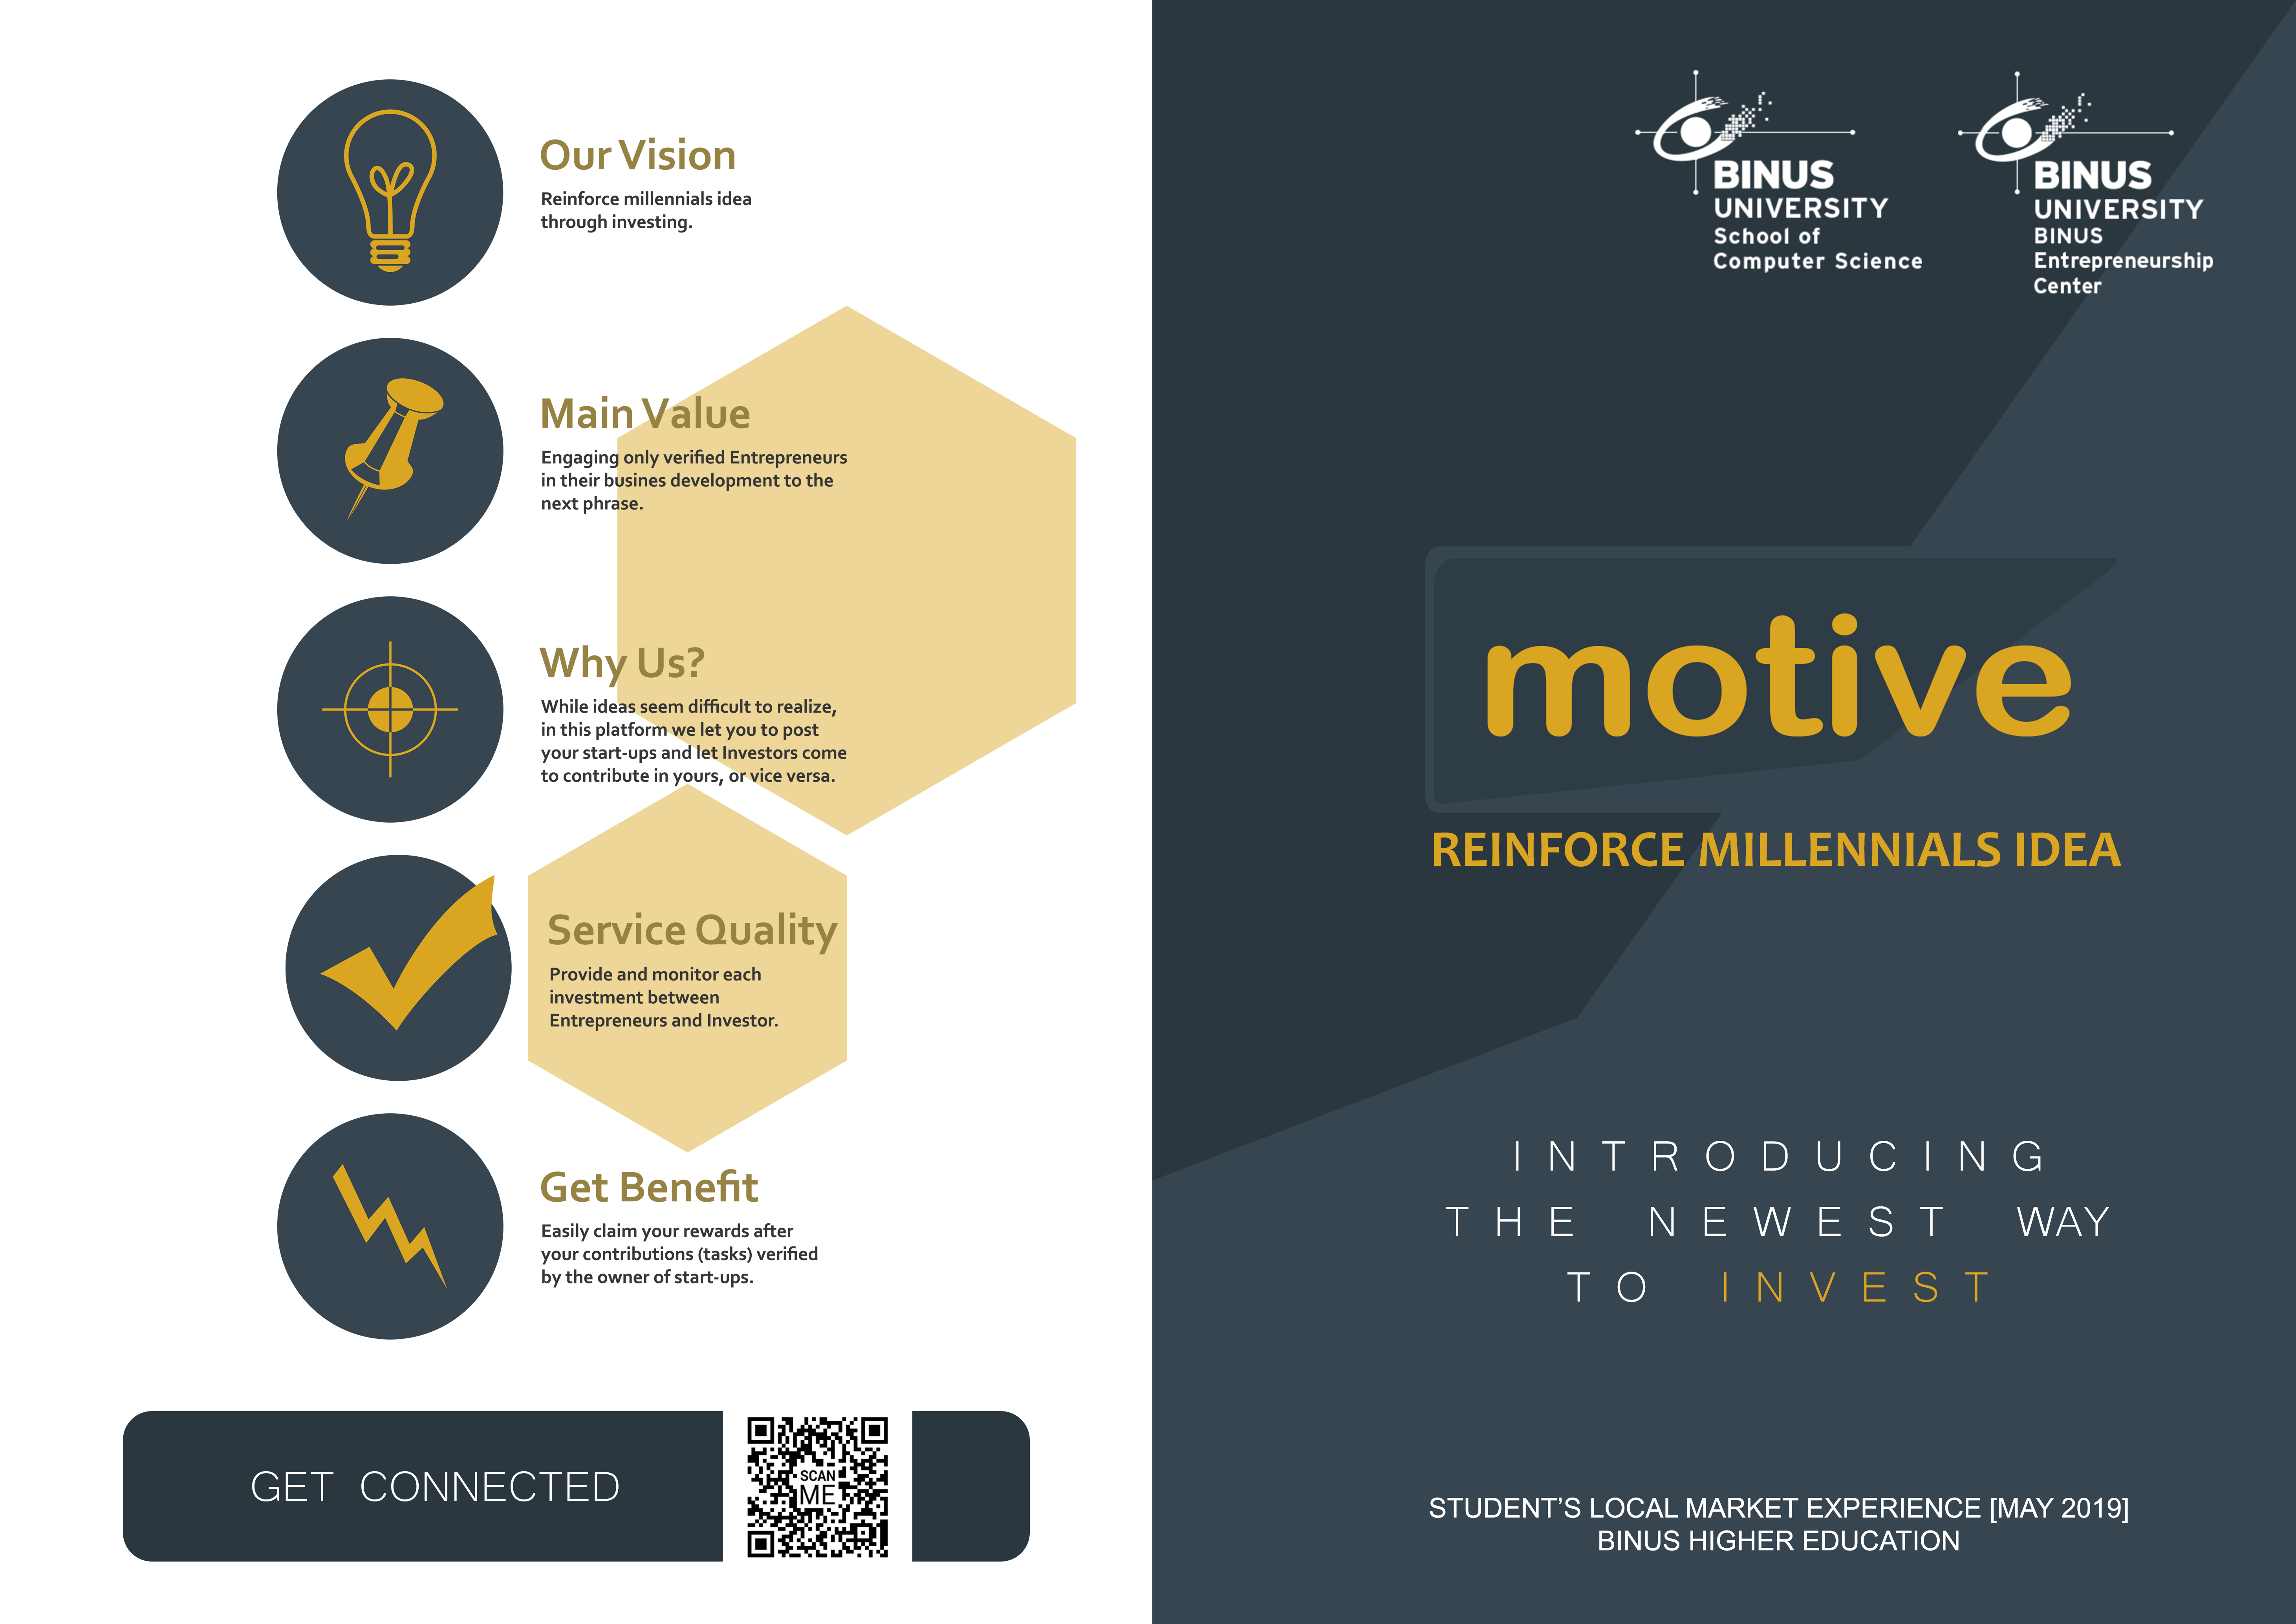 Our Vision
Reinforce millennials idea
through investing.
Main Value
Engaging only verified Entrepreneurs
in their busines development to the
next phrase.
Why Us?
While ideas seem difficult to realize,
in this platform we let you to post
your start-ups and let Investors come
to contribute in yours, or vice versa.
Service Quality
Provide and monitor each
investment between
Entrepreneurs and Investor.
Get Benefit
Easily claim your rewards after
your contributions (tasks) verified
by the owner of start-ups.
GET CONNECTED
SCAN
ME
BINUS
UNIVERSITY
School of
Computer Science
BINUS
UNIVERSITY
BINUS
Entrepreneurship
Center
motive
REINFORCE MILLENNIALS IDEA
INTRODUCING
THE NEWEST WAY
TO INVEST
STUDENT’S LOCAL MARKET EXPERIENCE [MAY 2019]
BINUS HIGHER EDUCATION